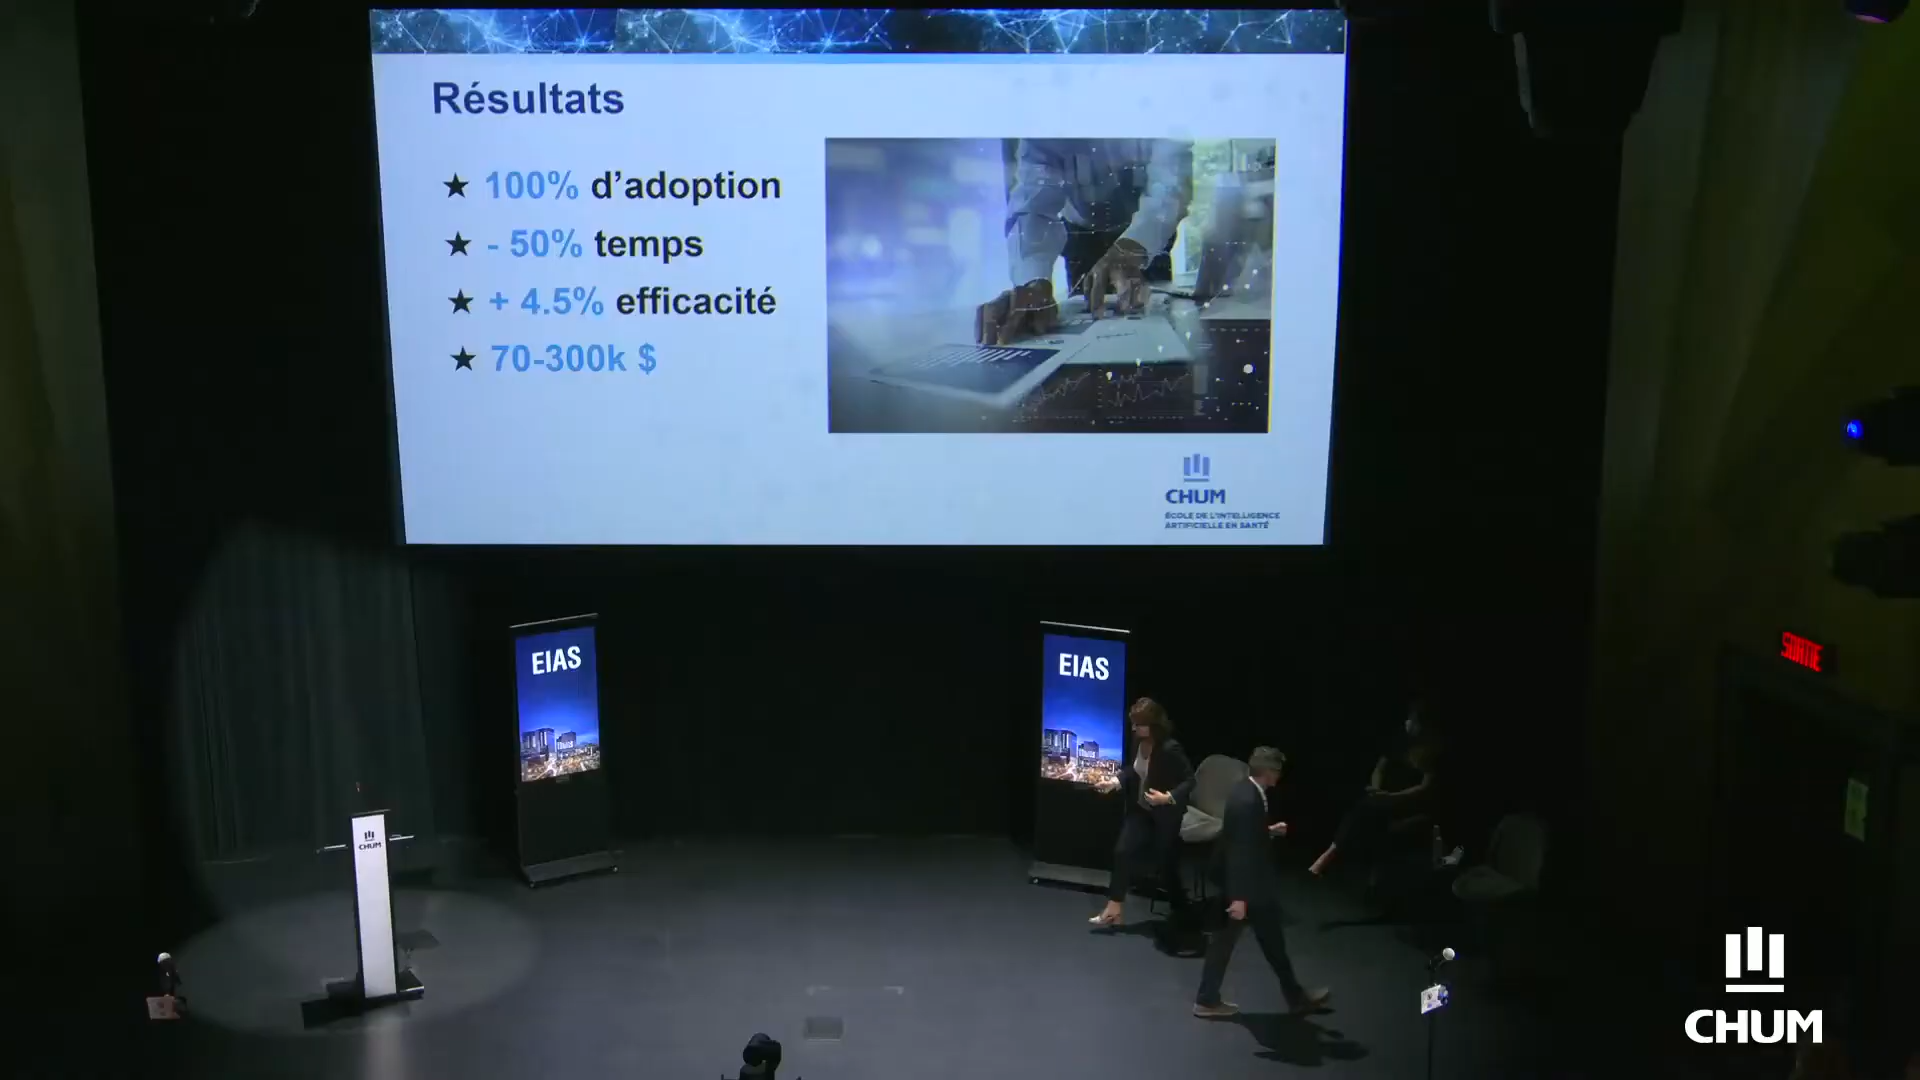 Résultats
★ 100% d’adoption
★ - 50% temps
★ + 4.5% efficacité
★ 70-300k $
CHUM
ÉCOLE DE L'INTELLIGENCE
ARTIFICIELLE EN SANTÉ
EIAS
EIAS
SORTIE
CHUM
CHUM